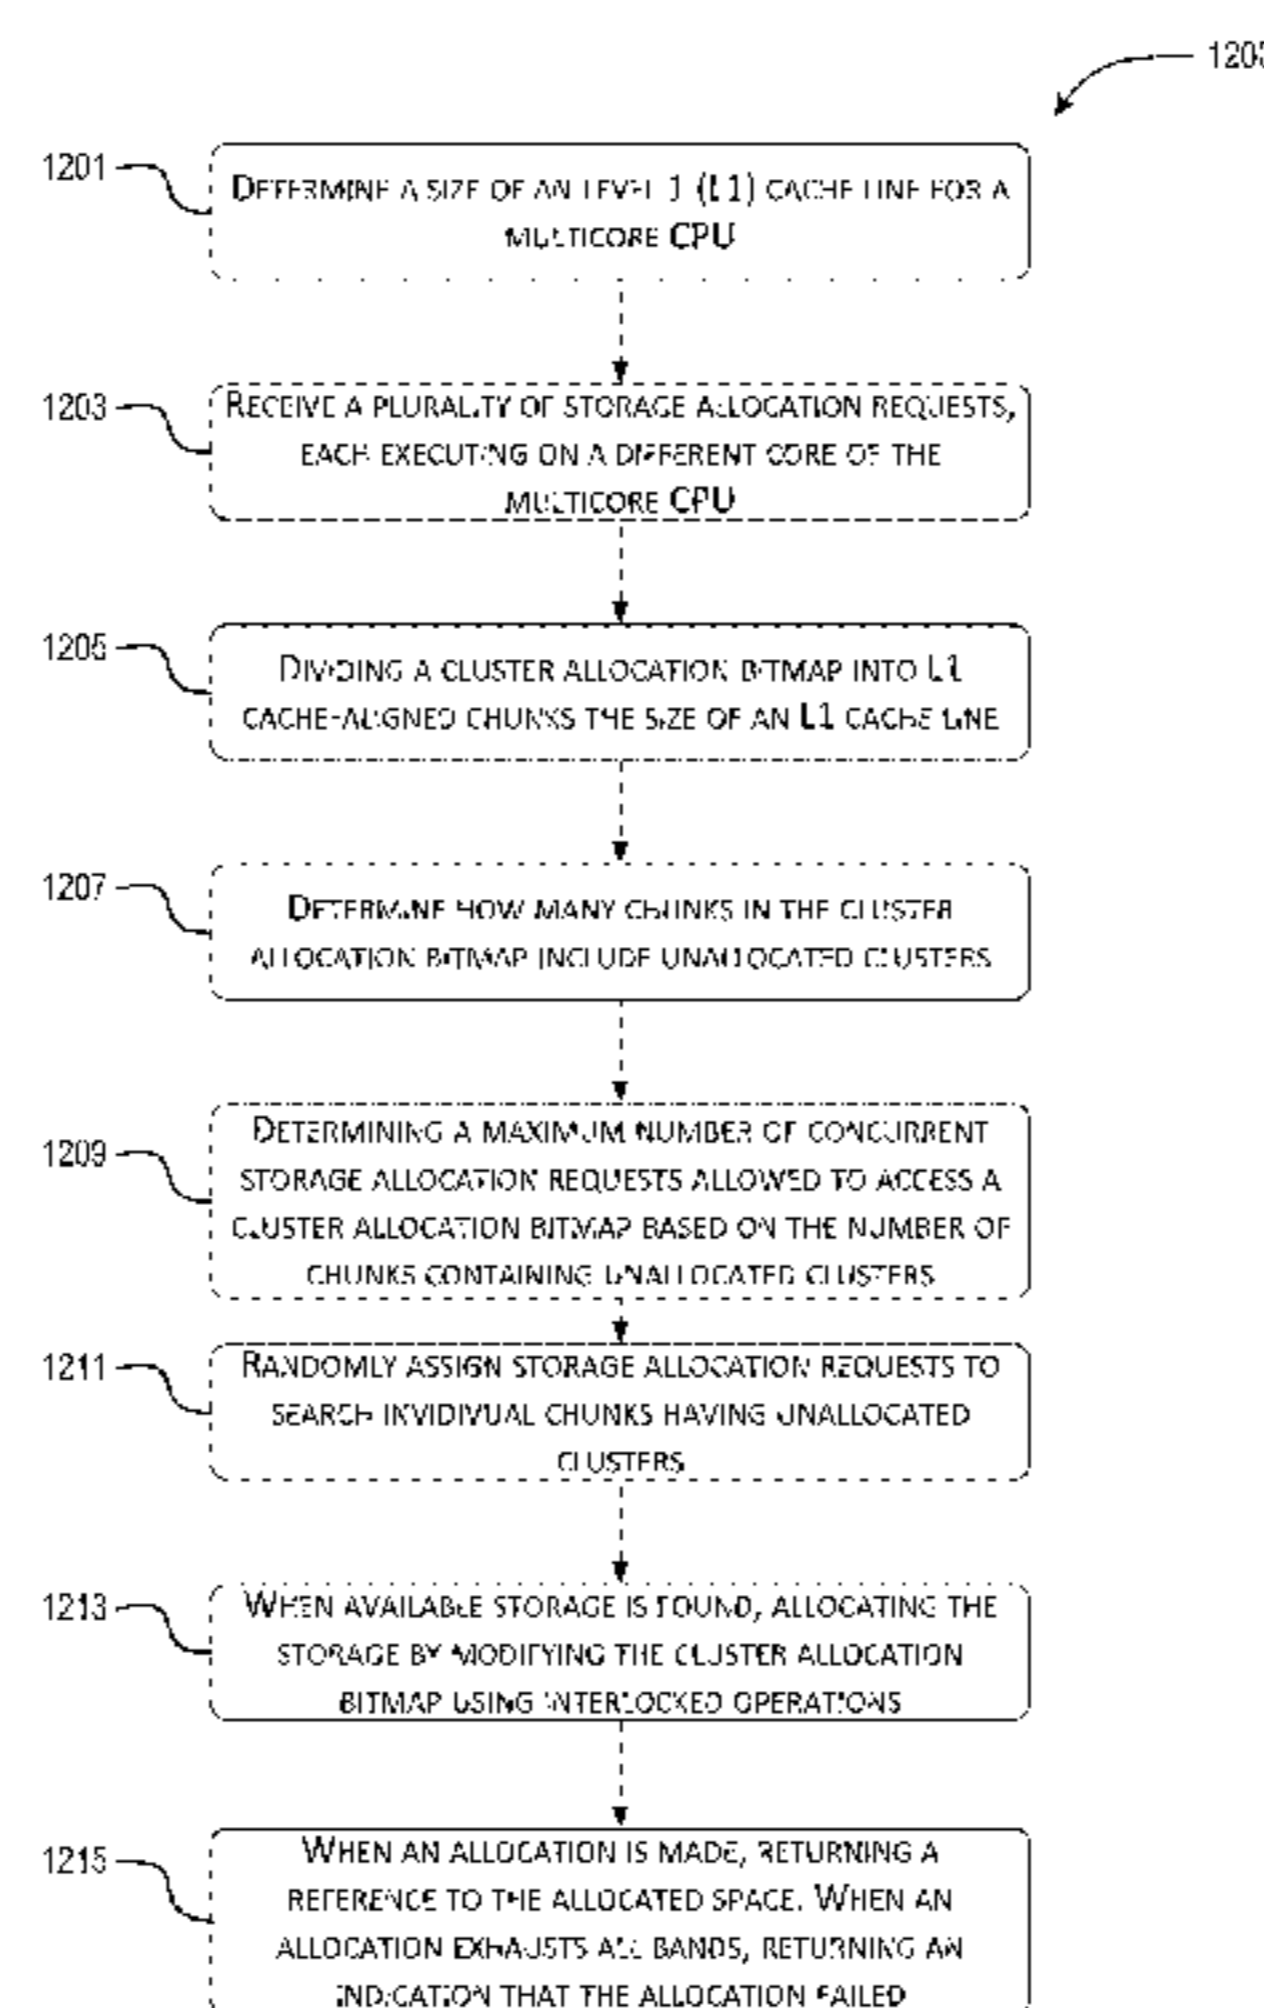 1201
DETERMINE A SIZE OF AN LEVEL 1 (L1) CACHE LINE FOR A
MULTICORE CPU
1203
RECEIVE A PLURALITY OF STORAGE ALLOCATION REQUESTS,
EACH EXECUTING ON A DIFFERENT CORE OF THE
MULTICORE CPU
1205
DIVIDING A CLUSTER ALLOCATION BITMAP INTO L1
CACHE-ALIGNED CHUNKS THE SIZE OF AN L1 CACHE LINE
1207
DETERMINE HOW MANY CHUNKS IN THE CLUSTER
ALLOCATION BITMAP INCLUDE UNALLOCATED CLUSTERS
1209
DETERMINING A MAXIMUM NUMBER OF CONCURRENT
STORAGE ALLOCATION REQUESTS ALLOWED TO ACCESS A
CLUSTER ALLOCATION BITMAP BASED ON THE NUMBER OF
CHUNKS CONTAINING UNALLOCATED CLUSTERS
1211
RANDOMLY ASSIGN STORAGE ALLOCATION REQUESTS TO
SEARCH INVIDIVUAL CHUNKS HAVING UNALLOCATED
CLUSTERS
1213
WHEN AVAILABLE STORAGE IS FOUND, ALLOCATING THE
STORAGE BY MODIFYING THE CLUSTER ALLOCATION
BITMAP USING INTERLOCKED OPERATIONS
1215
WHEN AN ALLOCATION IS MADE, RETURNING A
REFERENCE TO THE ALLOCATED SPACE. WHEN AN
ALLOCATION EXHAUSTS ALL BANDS, RETURNING AN
INDICATION THAT THE ALLOCATION FAILED